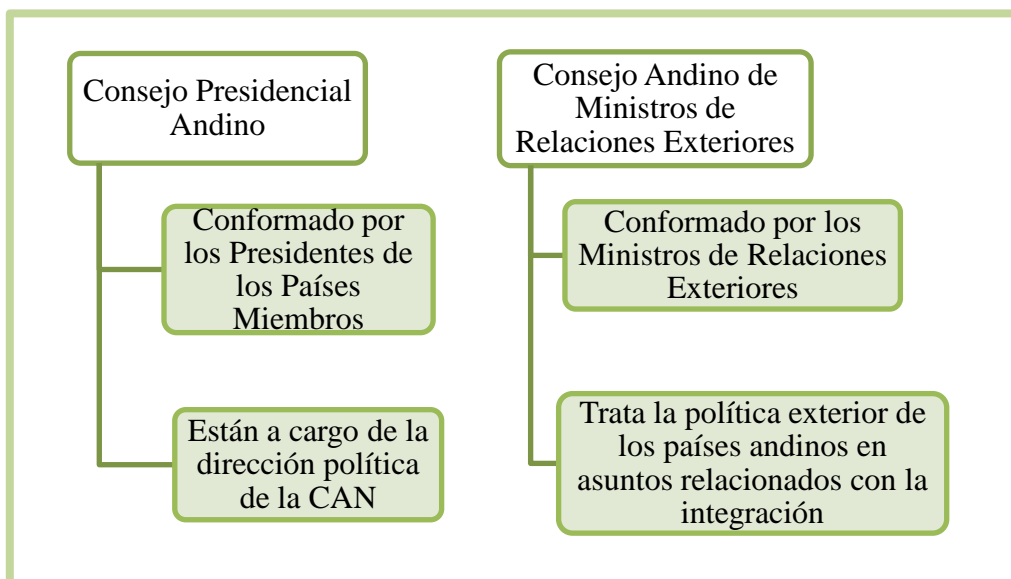 Consejo Presidencial
Andino
Conformado por
los Presidentes de
los Países
Miembros
Están a cargo de la
dirección política
de la CAN
Consejo Andino de
Ministros de
Relaciones Exteriores
Conformado por los
Ministros de Relaciones
Exteriores
Trata la política exterior de
los países andinos en
asuntos relacionados con la
integración